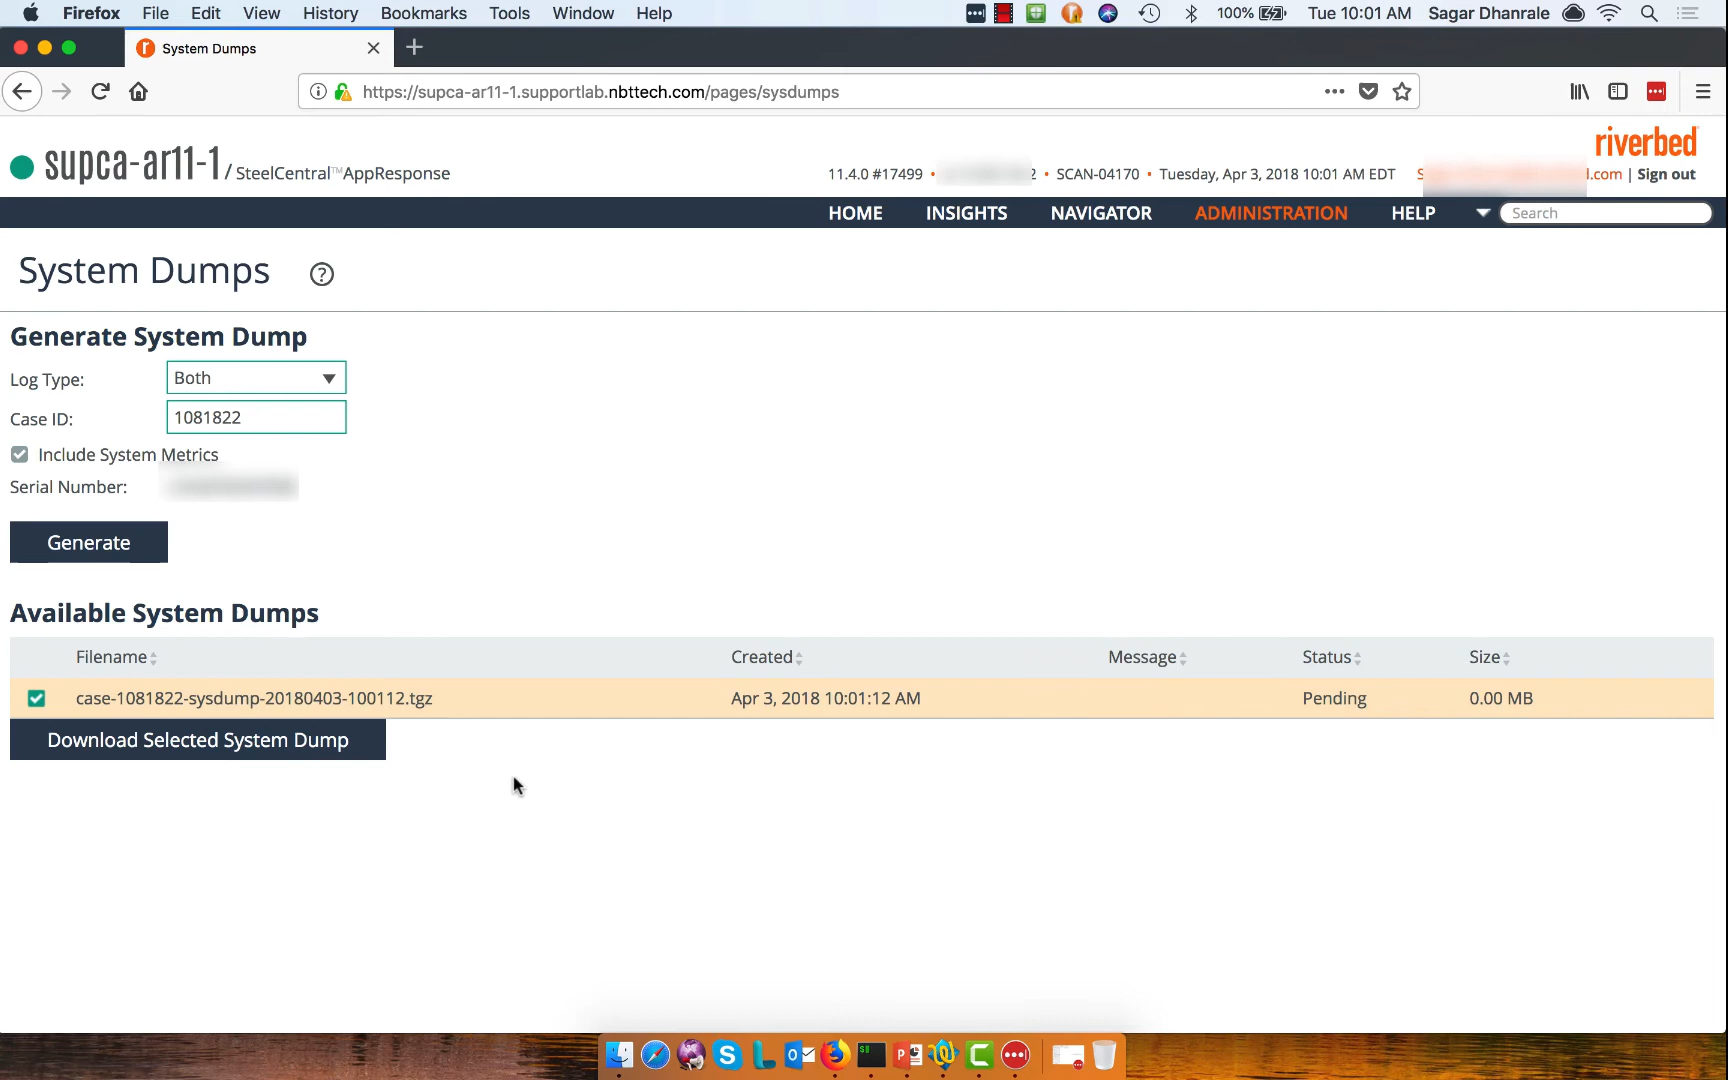 Firefox File Edit View History Bookmarks Tools Window Help 100% Tue 10:01 AM Sagar Dhanrale
System Dumps
https://supca-ar11-1.supportlab.nbttech.com/pages/sysdumps
riverbed
supca-ar11-1 / SteelCentral™AppResponse
11.4.0 #17499 • 2 • SCAN-04170 • Tuesday, Apr 3, 2018 10:01 AM EDT .com | Sign out
HOME INSIGHTS NAVIGATOR ADMINISTRATION HELP Search
System Dumps ?
Generate System Dump
Log Type: Both
Case ID: 1081822
Include System Metrics
Serial Number:
Generate
Available System Dumps
Filename Created Message Status Size
case-1081822-sysdump-20180403-100112.tgz Apr 3, 2018 10:01:12 AM Pending 0.00 MB
Download Selected System Dump